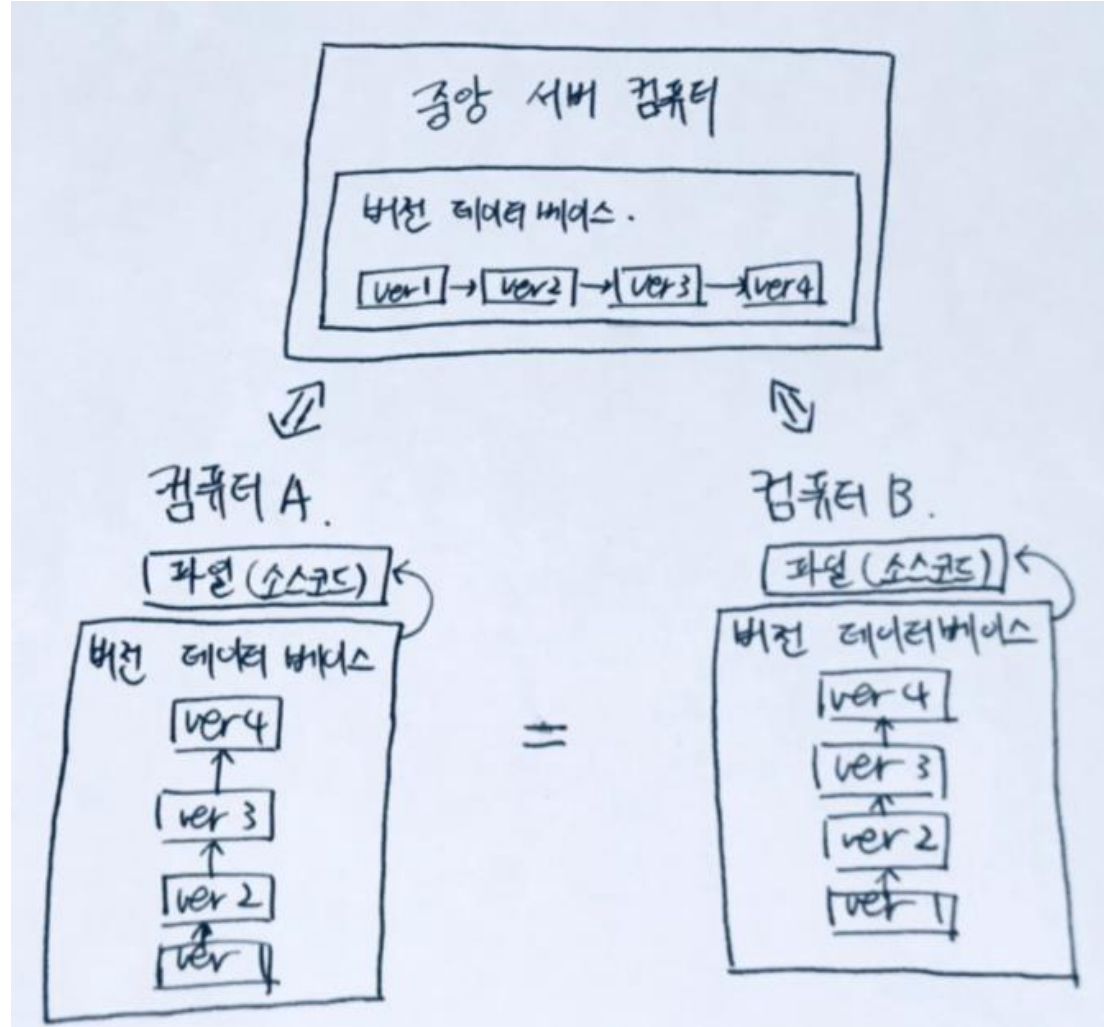 중앙 서버 컴퓨터
버전 데이터베이스.
ver1 → ver2 → ver3 → ver4
컴퓨터 A.
파일 (소스코드)
버전 데이터 베이스
ver4
ver 3
ver 2
ver 1
=
컴퓨터 B.
파일 (소스코드)
버전 데이터베이스
ver 4
ver 3
ver 2
ver 1